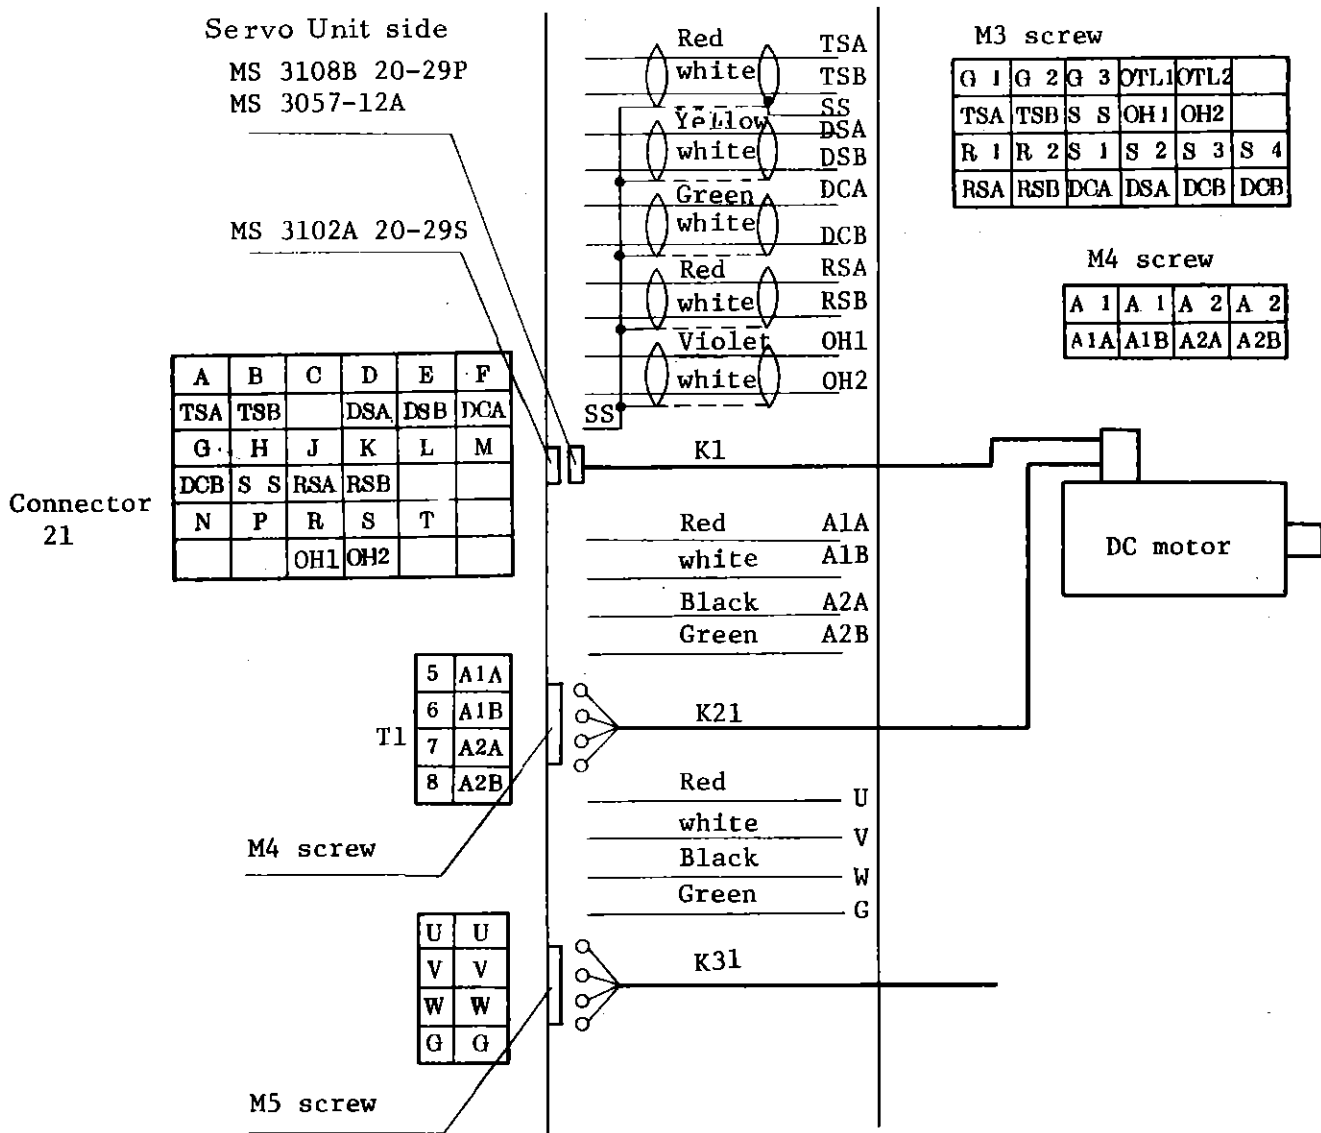 Servo Unit side
MS 3108B 20-29P
MS 3057-12A
MS 3102A 20-29S
Connector
21
A B C D E F
TSA TSB DSA DSB DCA
G H J K L M
DCB S S RSA RSB
N P R S T
OH1 OH2
T1
5 A1A
6 A1B
7 A2A
8 A2B
M4 screw
U U
V V
W W
G G
M5 screw
Red TSA
white TSB
SS
Yellow DSA
white DSB
Green DCA
white DCB
Red RSA
white RSB
Violet OH1
white OH2
SS
K1
Red A1A
white A1B
Black A2A
Green A2B
K21
Red U
white V
Black W
Green G
K31
M3 screw
G 1 G 2 G 3 OTL1 OTL2
TSA TSB S S OH1 OH2
R 1 R 2 S 1 S 2 S 3 S 4
RSA RSB DCA DSA DCB DCB
M4 screw
A 1 A 1 A 2 A 2
A1A A1B A2A A2B
DC motor